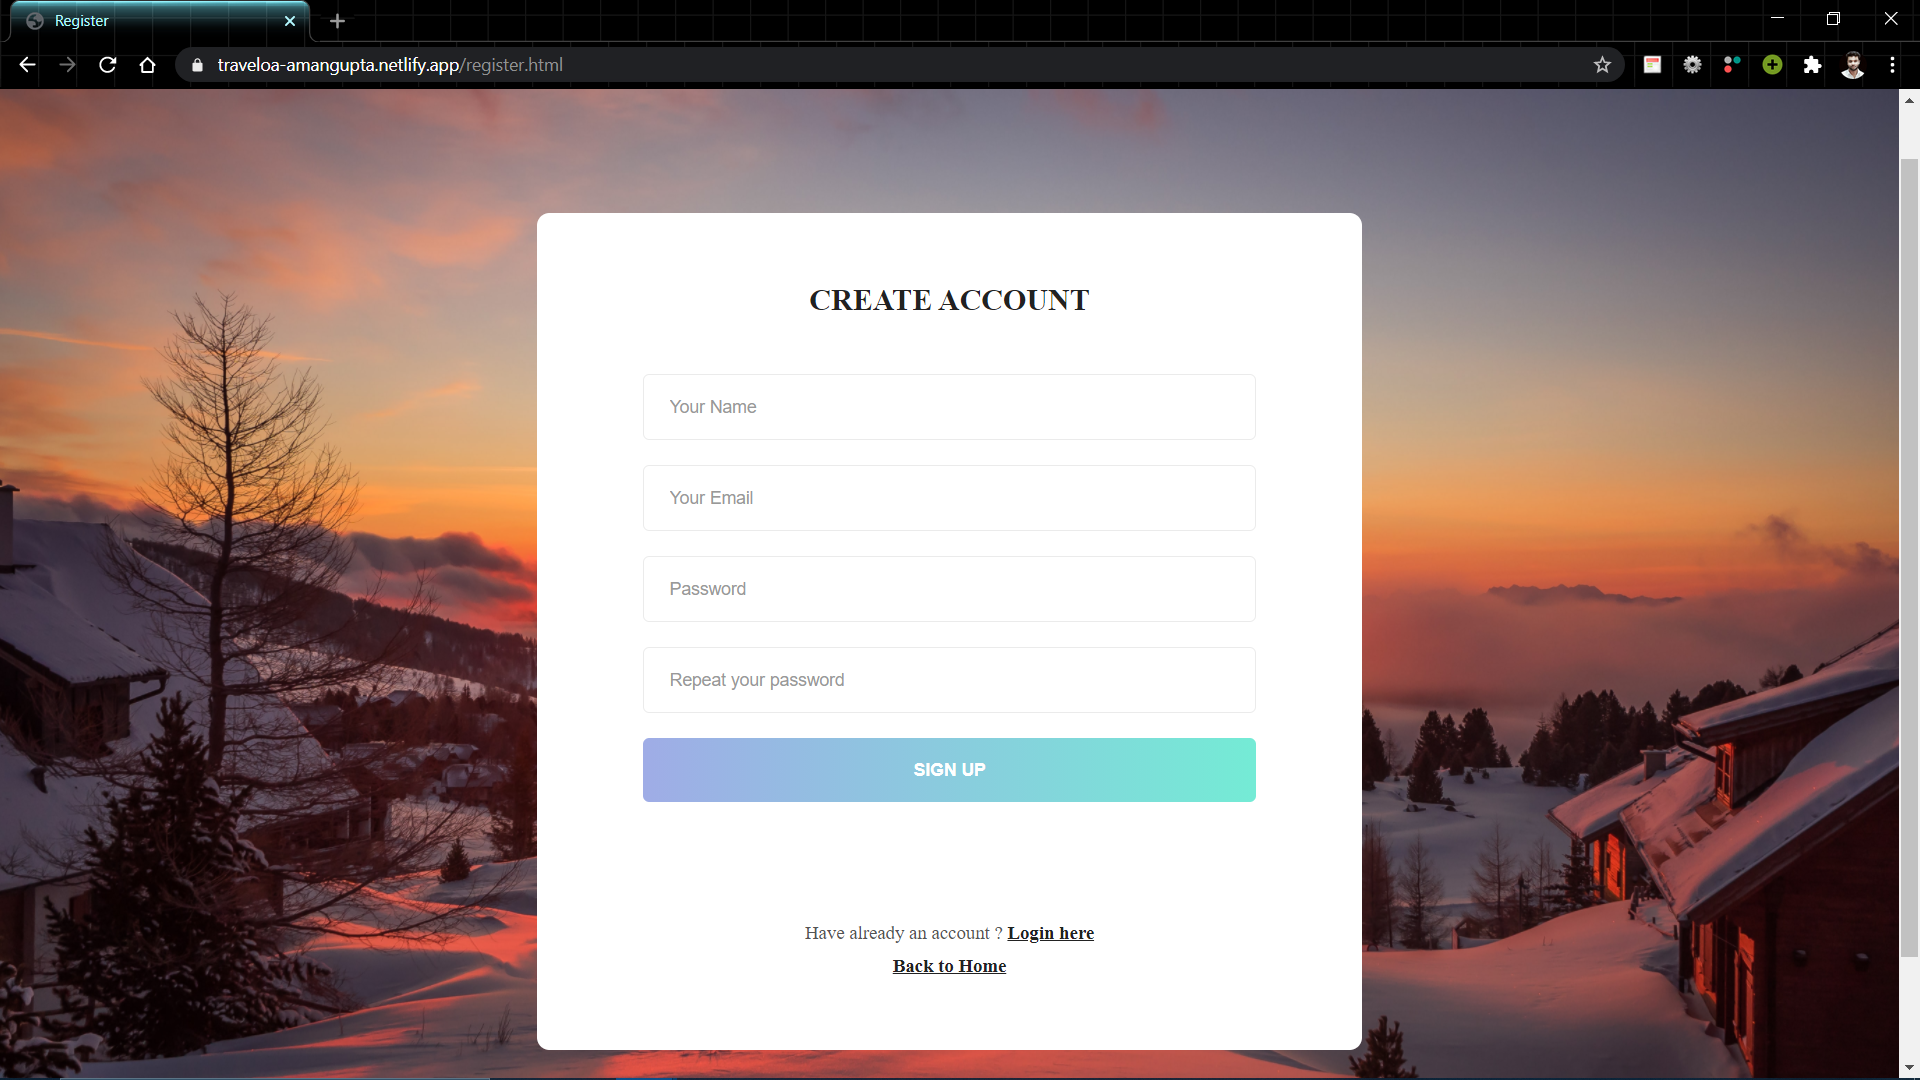 Register
traveloa-amangupta.netlify.app/register.html
CREATE ACCOUNT
Your Name
Your Email
Password
Repeat your password
SIGN UP
Have already an account ? Login here
Back to Home